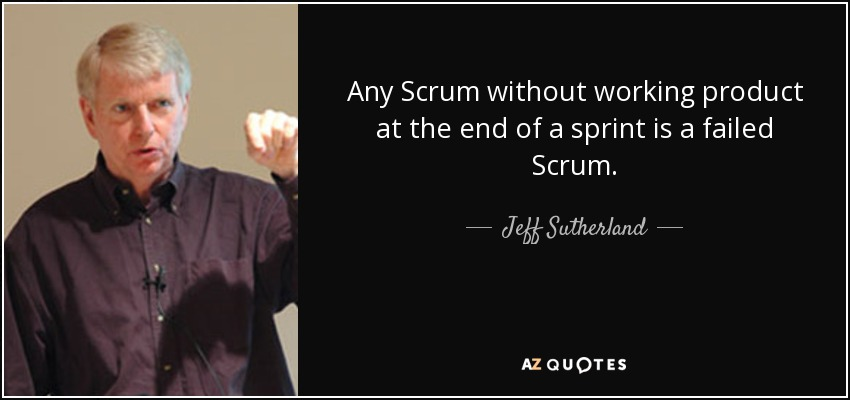 Any Scrum without working product
at the end of a sprint is a failed
Scrum.
Jeff Sutherland
AZ QUOTES